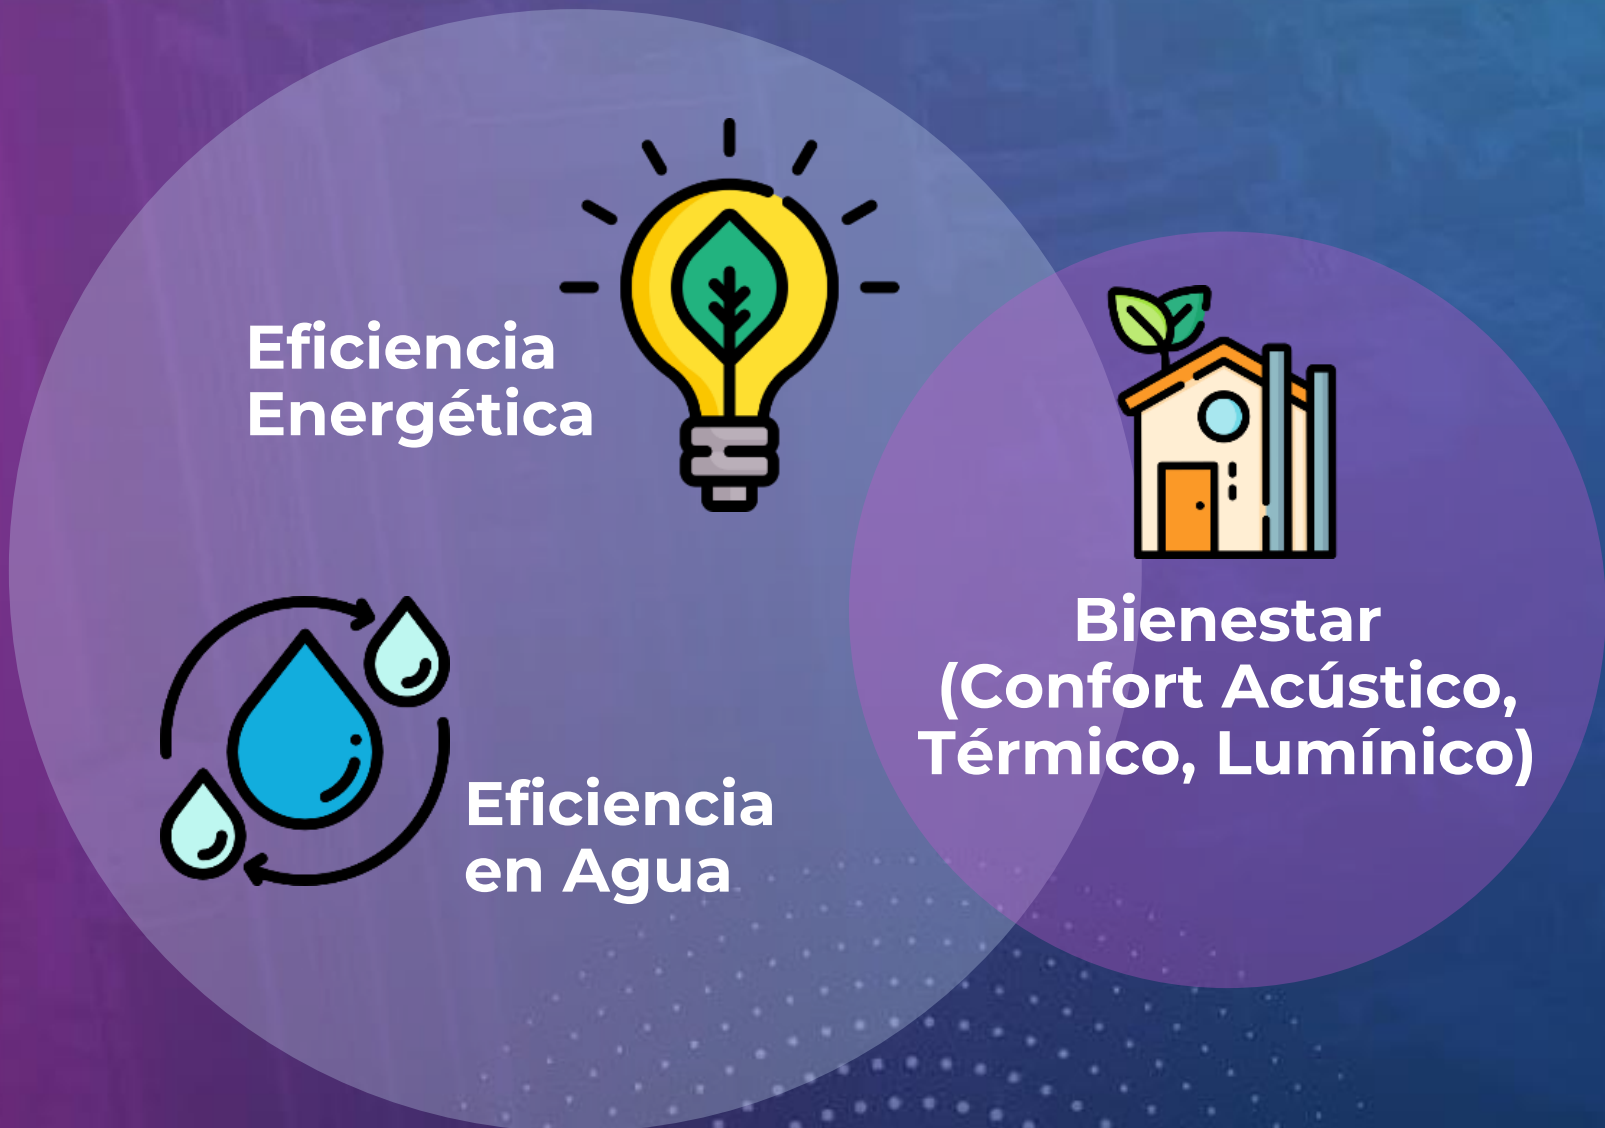 Eficiencia
Energética
Eficiencia
en Agua
Bienestar
(Confort Acústico,
Térmico, Lumínico)